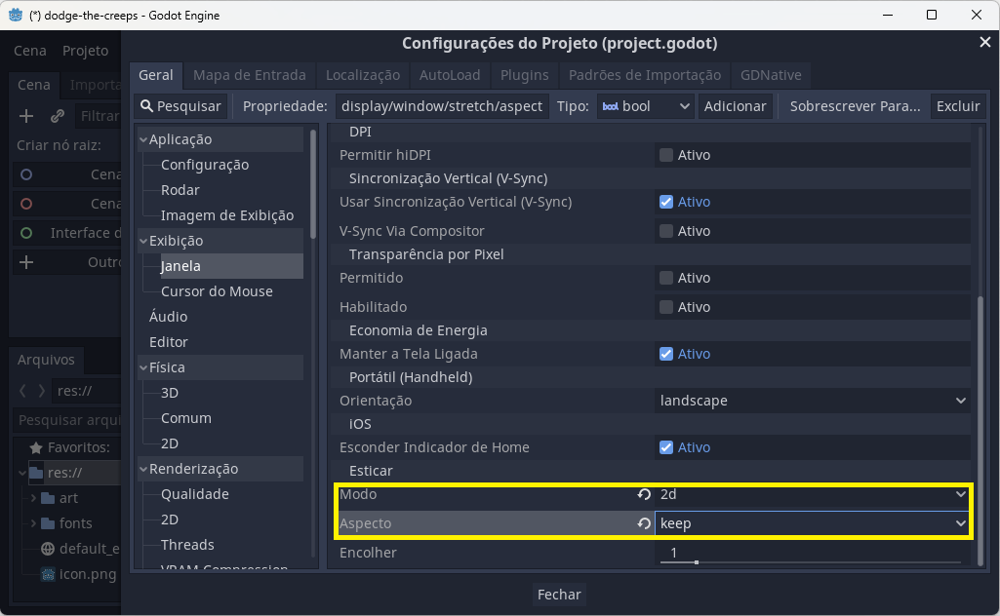 (*) dodge-the-creeps - Godot Engine
Cena Projeto
Configurações do Projeto (project.godot)
Cena Importa
Geral Mapa de Entrada Localização AutoLoad Plugins Padrões de Importação GDNative
Filtrar
Pesquisar Propriedade: display/window/stretch/aspect Tipo: bool Adicionar Sobrescrever Para... Excluir
Criar nó raiz:
Cena
Cena
Interface d
Outro
Arquivos
res://
Pesquisar arqui
Favoritos:
res://
art
fonts
default_e
icon.png
Aplicação
Configuração
Rodar
Imagem de Exibição
Exibição
Janela
Cursor do Mouse
Áudio
Editor
Física
3D
Comum
2D
Renderização
Qualidade
2D
Threads
VRAM Compression
DPI
Permitir hiDPI Ativo
Sincronização Vertical (V-Sync)
Usar Sincronização Vertical (V-Sync) Ativo
V-Sync Via Compositor Ativo
Transparência por Pixel
Permitido Ativo
Habilitado Ativo
Economia de Energia
Manter a Tela Ligada Ativo
Portátil (Handheld)
Orientação landscape
iOS
Esconder Indicador de Home Ativo
Esticar
Modo 2d
Aspecto keep
Encolher 1
Fechar